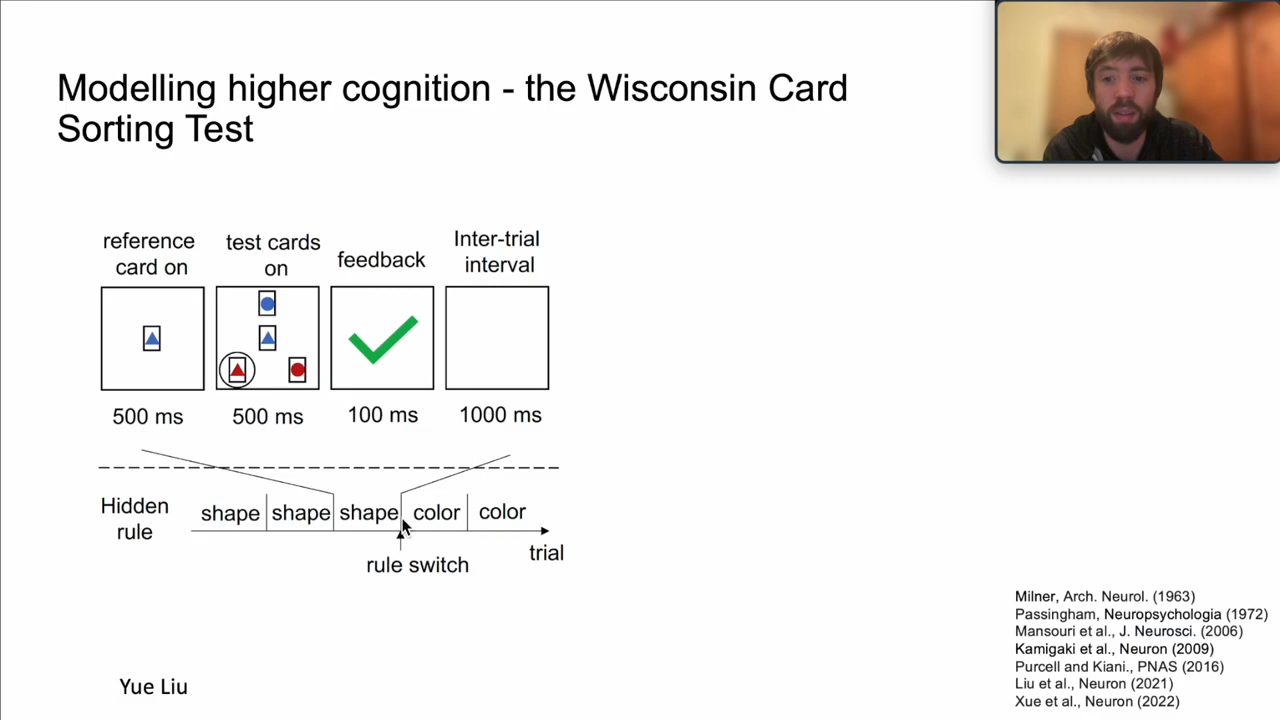 Modelling higher cognition - the Wisconsin Card
Sorting Test
reference
card on
test cards
on
feedback
Inter-trial
interval
500 ms
500 ms
100 ms
1000 ms
Hidden
rule
shape
shape
shape
color
color
trial
rule switch
Milner, Arch. Neurol. (1963)
Passingham, Neuropsychologia (1972)
Mansouri et al., J. Neurosci. (2006)
Kamigaki et al., Neuron (2009)
Purcell and Kiani., PNAS (2016)
Liu et al., Neuron (2021)
Xue et al., Neuron (2022)
Yue Liu